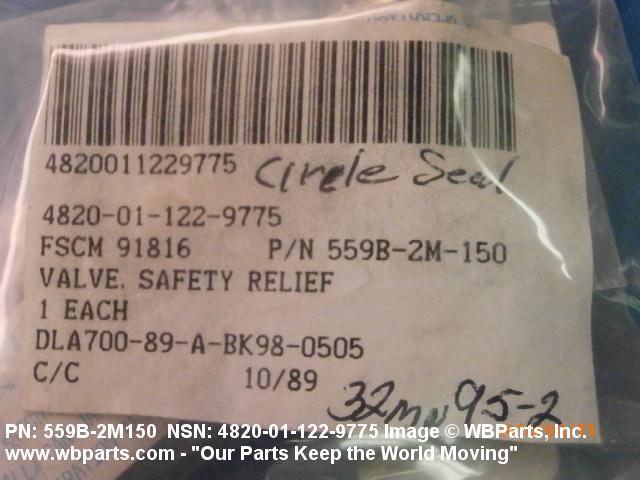 4820011229775 Circle Seal
4820-01-122-9775
FSCM 91816 P/N 559B-2M-150
VALVE. SAFETY RELIEF
1 EACH
DLA700-89-A-BK98-0505
C/C 10/89
32MN95-2
PN: 559B-2M150 NSN: 4820-01-122-9775 Image © WBParts, Inc.
www.wbparts.com - "Our Parts Keep the World Moving"